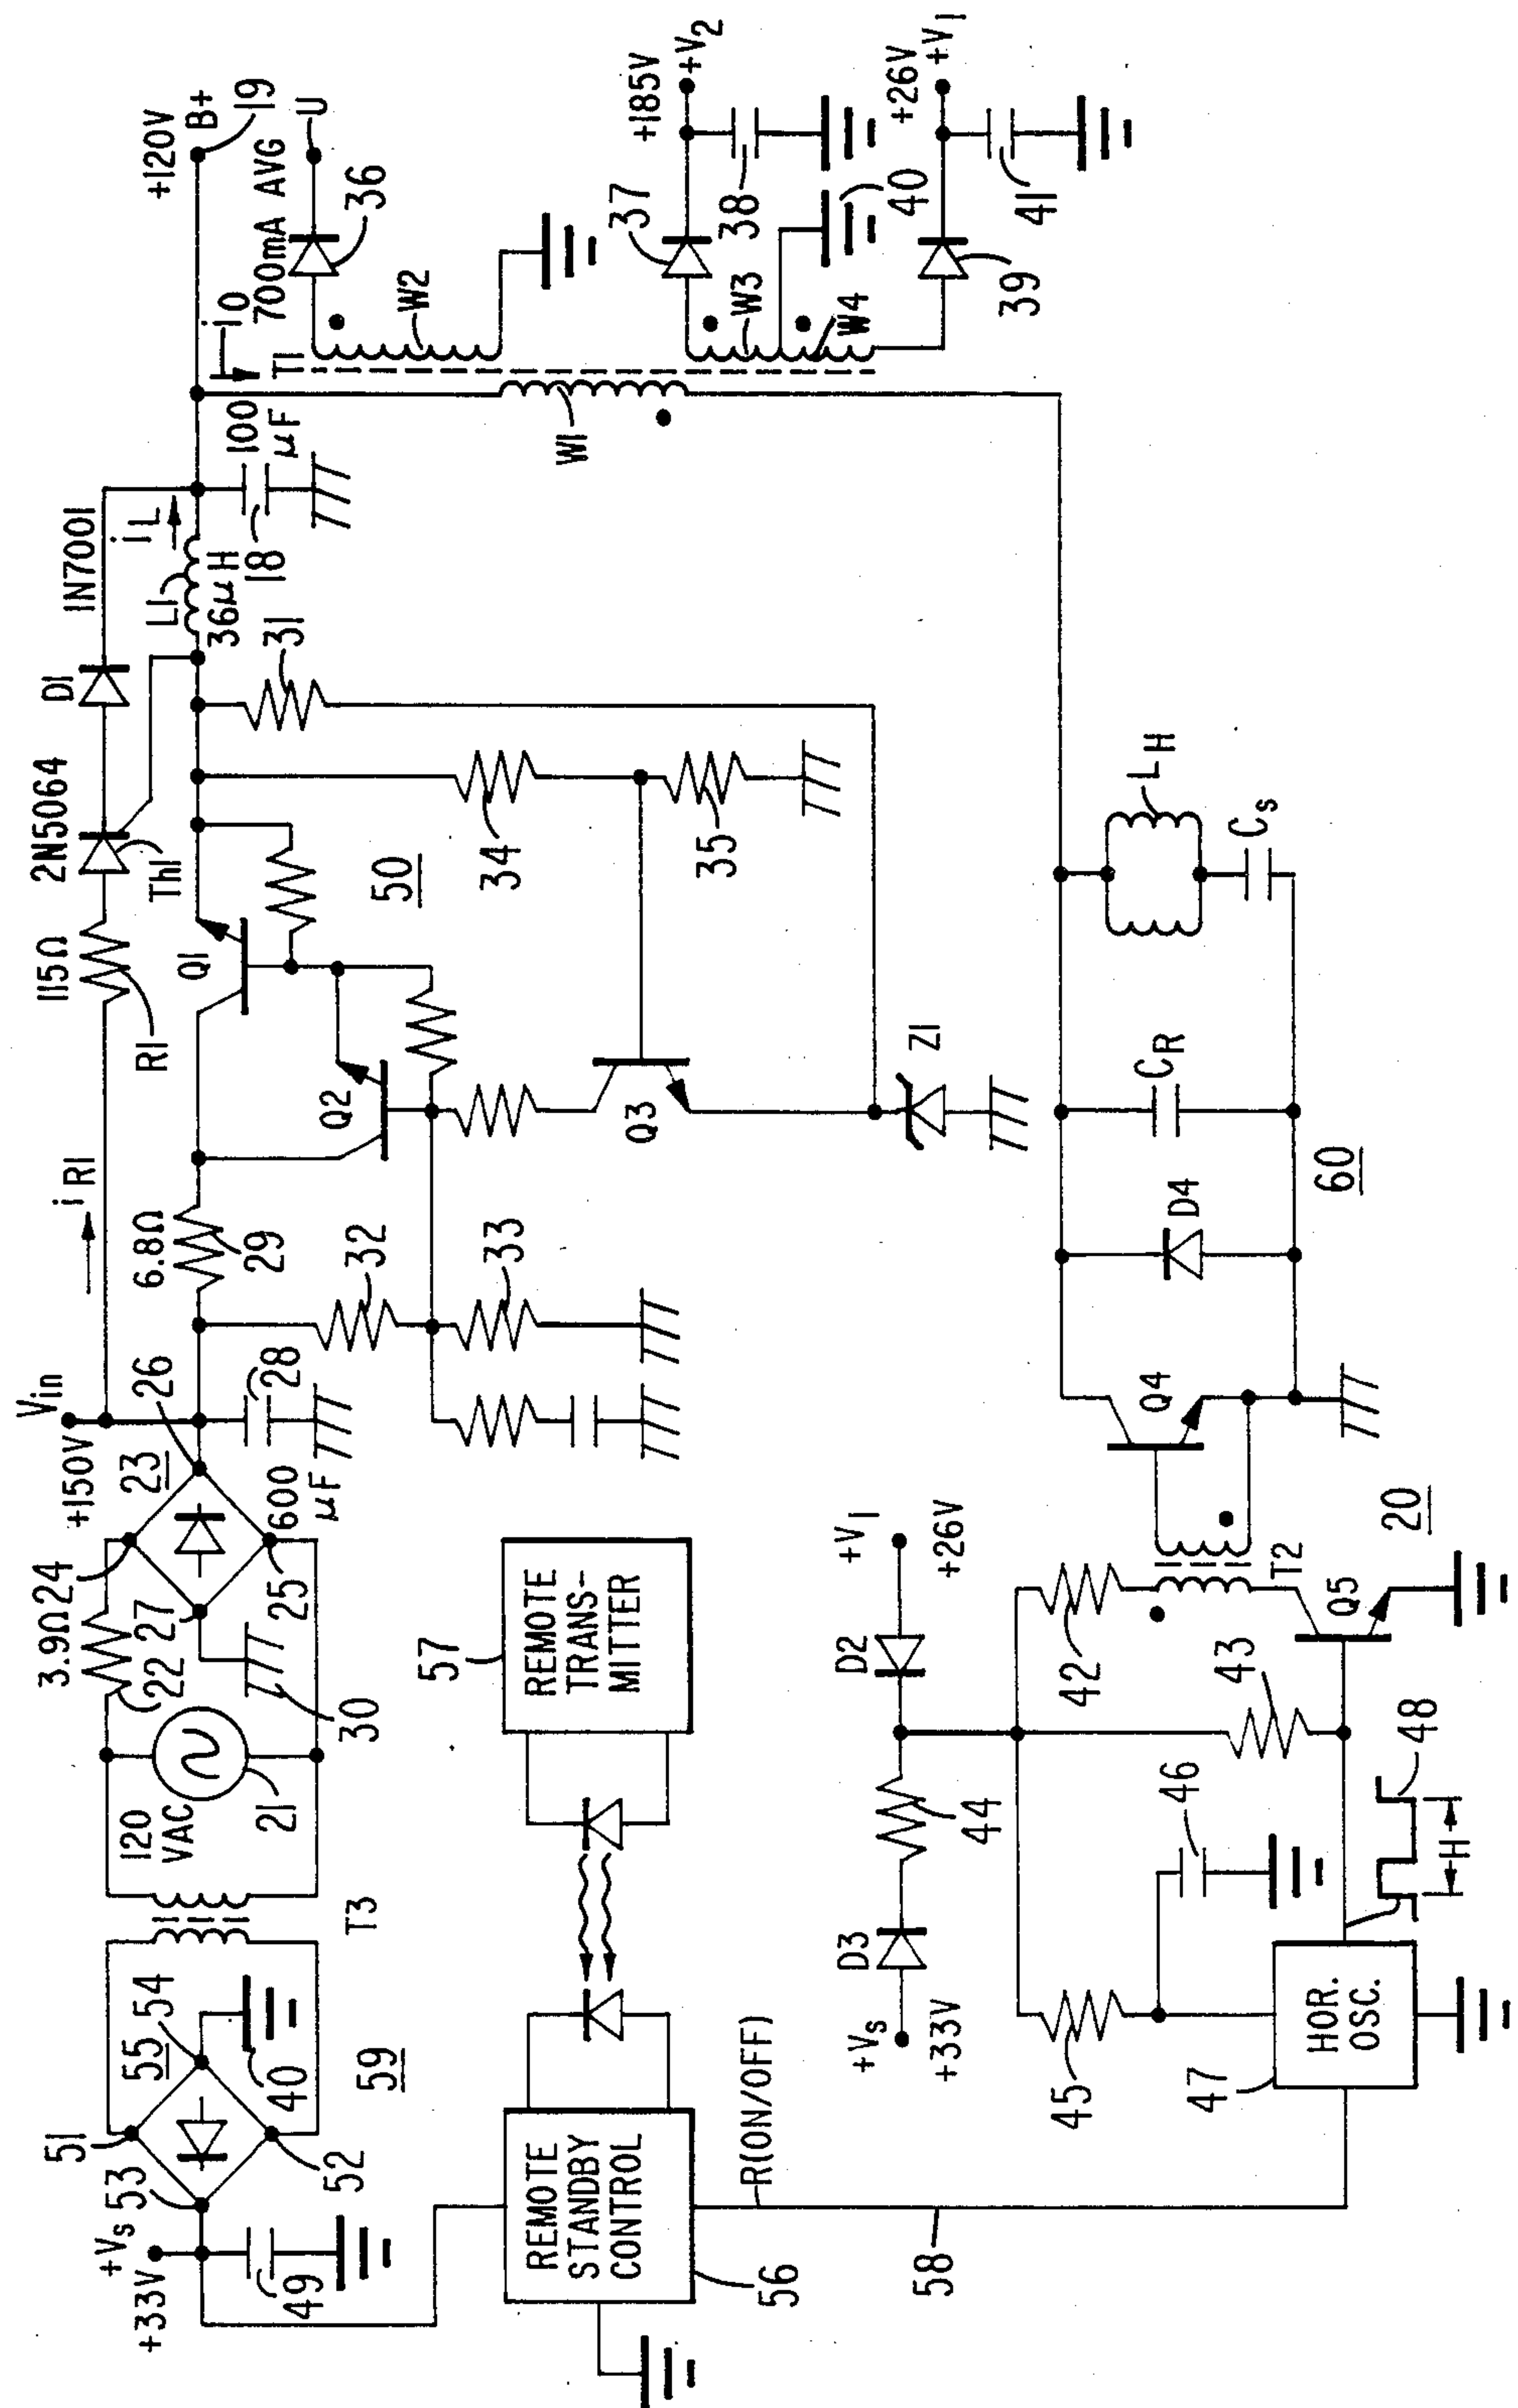 +120V
B+
19
iO
700mA AVG
U
36
W2
T1
W1
+185V
+V2
37
38
W3
W4
40
+26V
+V1
39
41
1N7001
D1
2N5064
Th1
115Ω
R1
iR1
iL
L1
36μH
100
μF
18
31
34
35
50
Q1
Q2
Q3
Z1
6.8Ω
29
32
33
Vin
+150V
23
26
28
600
μF
24
25
27
3.9Ω
22
30
120
VAC
21
T3
54
55
51
52
53
40
59
+Vs
+33V
49
REMOTE
STANDBY
CONTROL
56
57
REMOTE
TRANS-
MITTER
R(ON/OFF)
58
LH
Cs
CR
D4
60
Q4
20
T2
Q5
+V1
+26V
D2
42
43
44
D3
+Vs
+33V
45
46
47
HOR.
OSC.
48
H